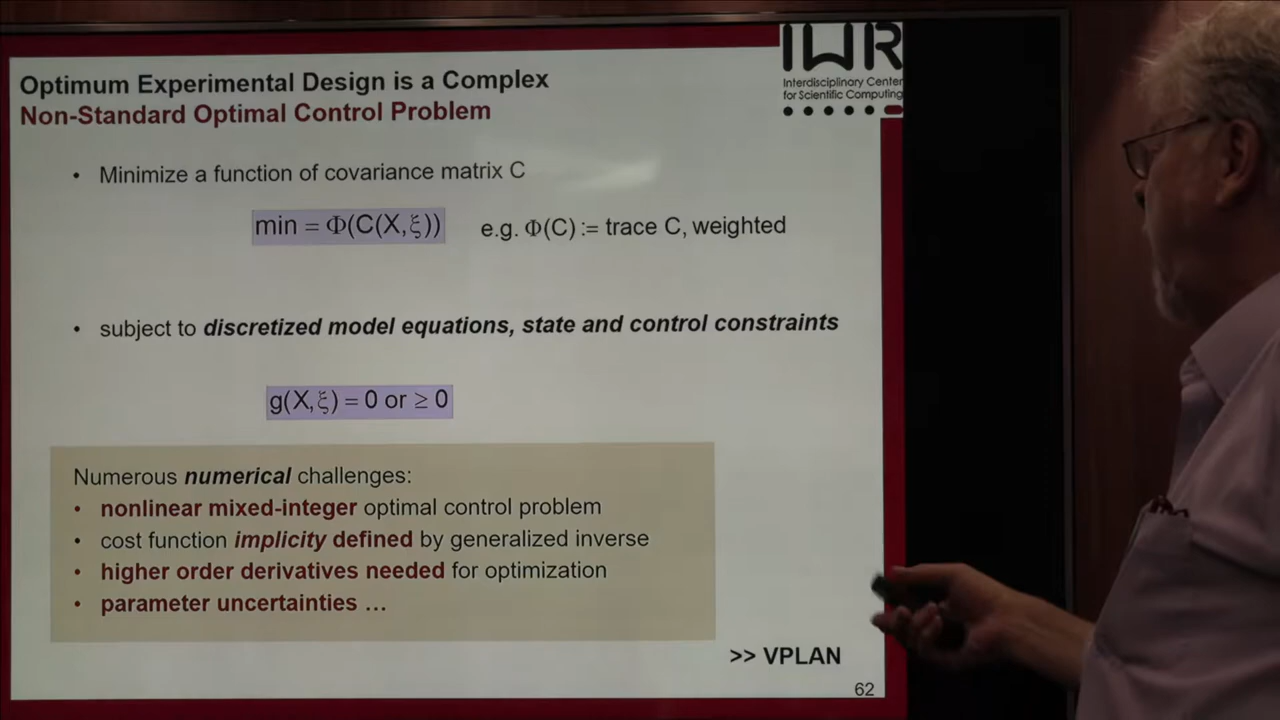 IWR
Interdisciplinary Center
for Scientific Computing
Optimum Experimental Design is a Complex
Non-Standard Optimal Control Problem
• Minimize a function of covariance matrix C
min = Φ(C(X,ξ)) e.g. Φ(C) := trace C, weighted
• subject to discretized model equations, state and control constraints
g(X,ξ) = 0 or ≥ 0
Numerous numerical challenges:
• nonlinear mixed-integer optimal control problem
• cost function implicity defined by generalized inverse
• higher order derivatives needed for optimization
• parameter uncertainties …
>> VPLAN
62